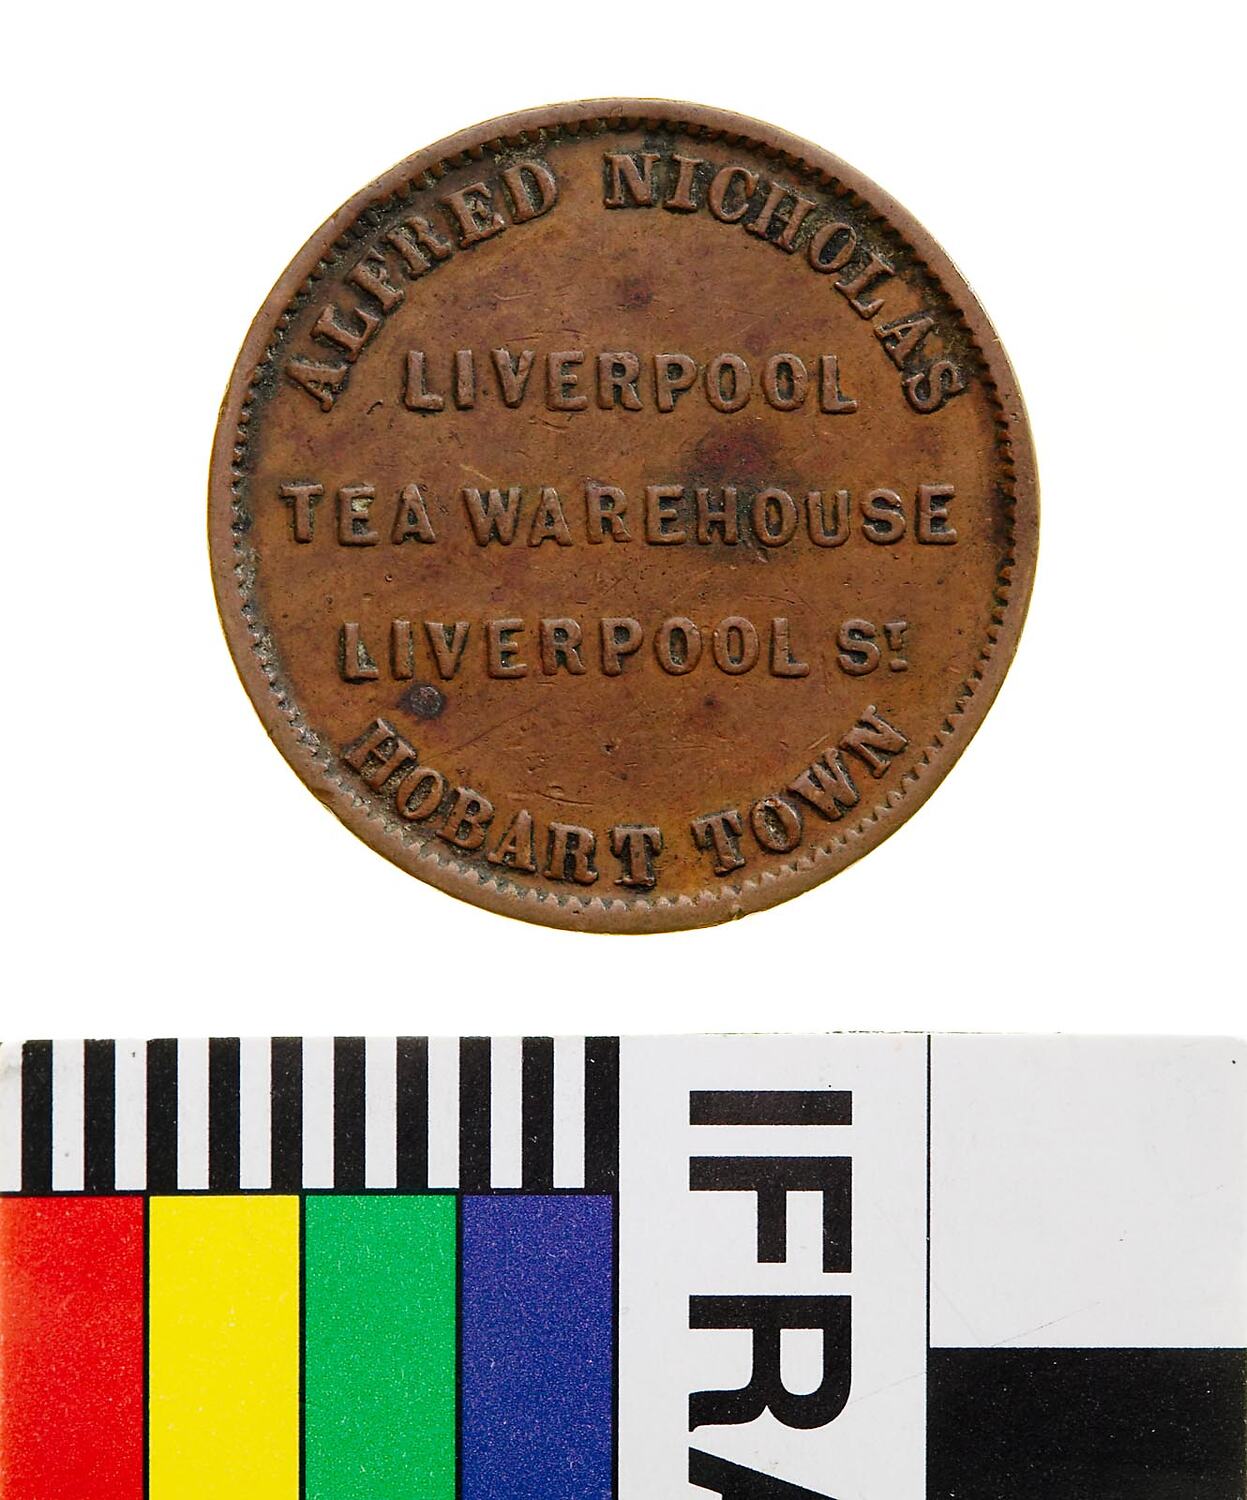 ALFRED NICHOLAS
LIVERPOOL
TEA WAREHOUSE
LIVERPOOL ST
HOBART TOWN
IFRA